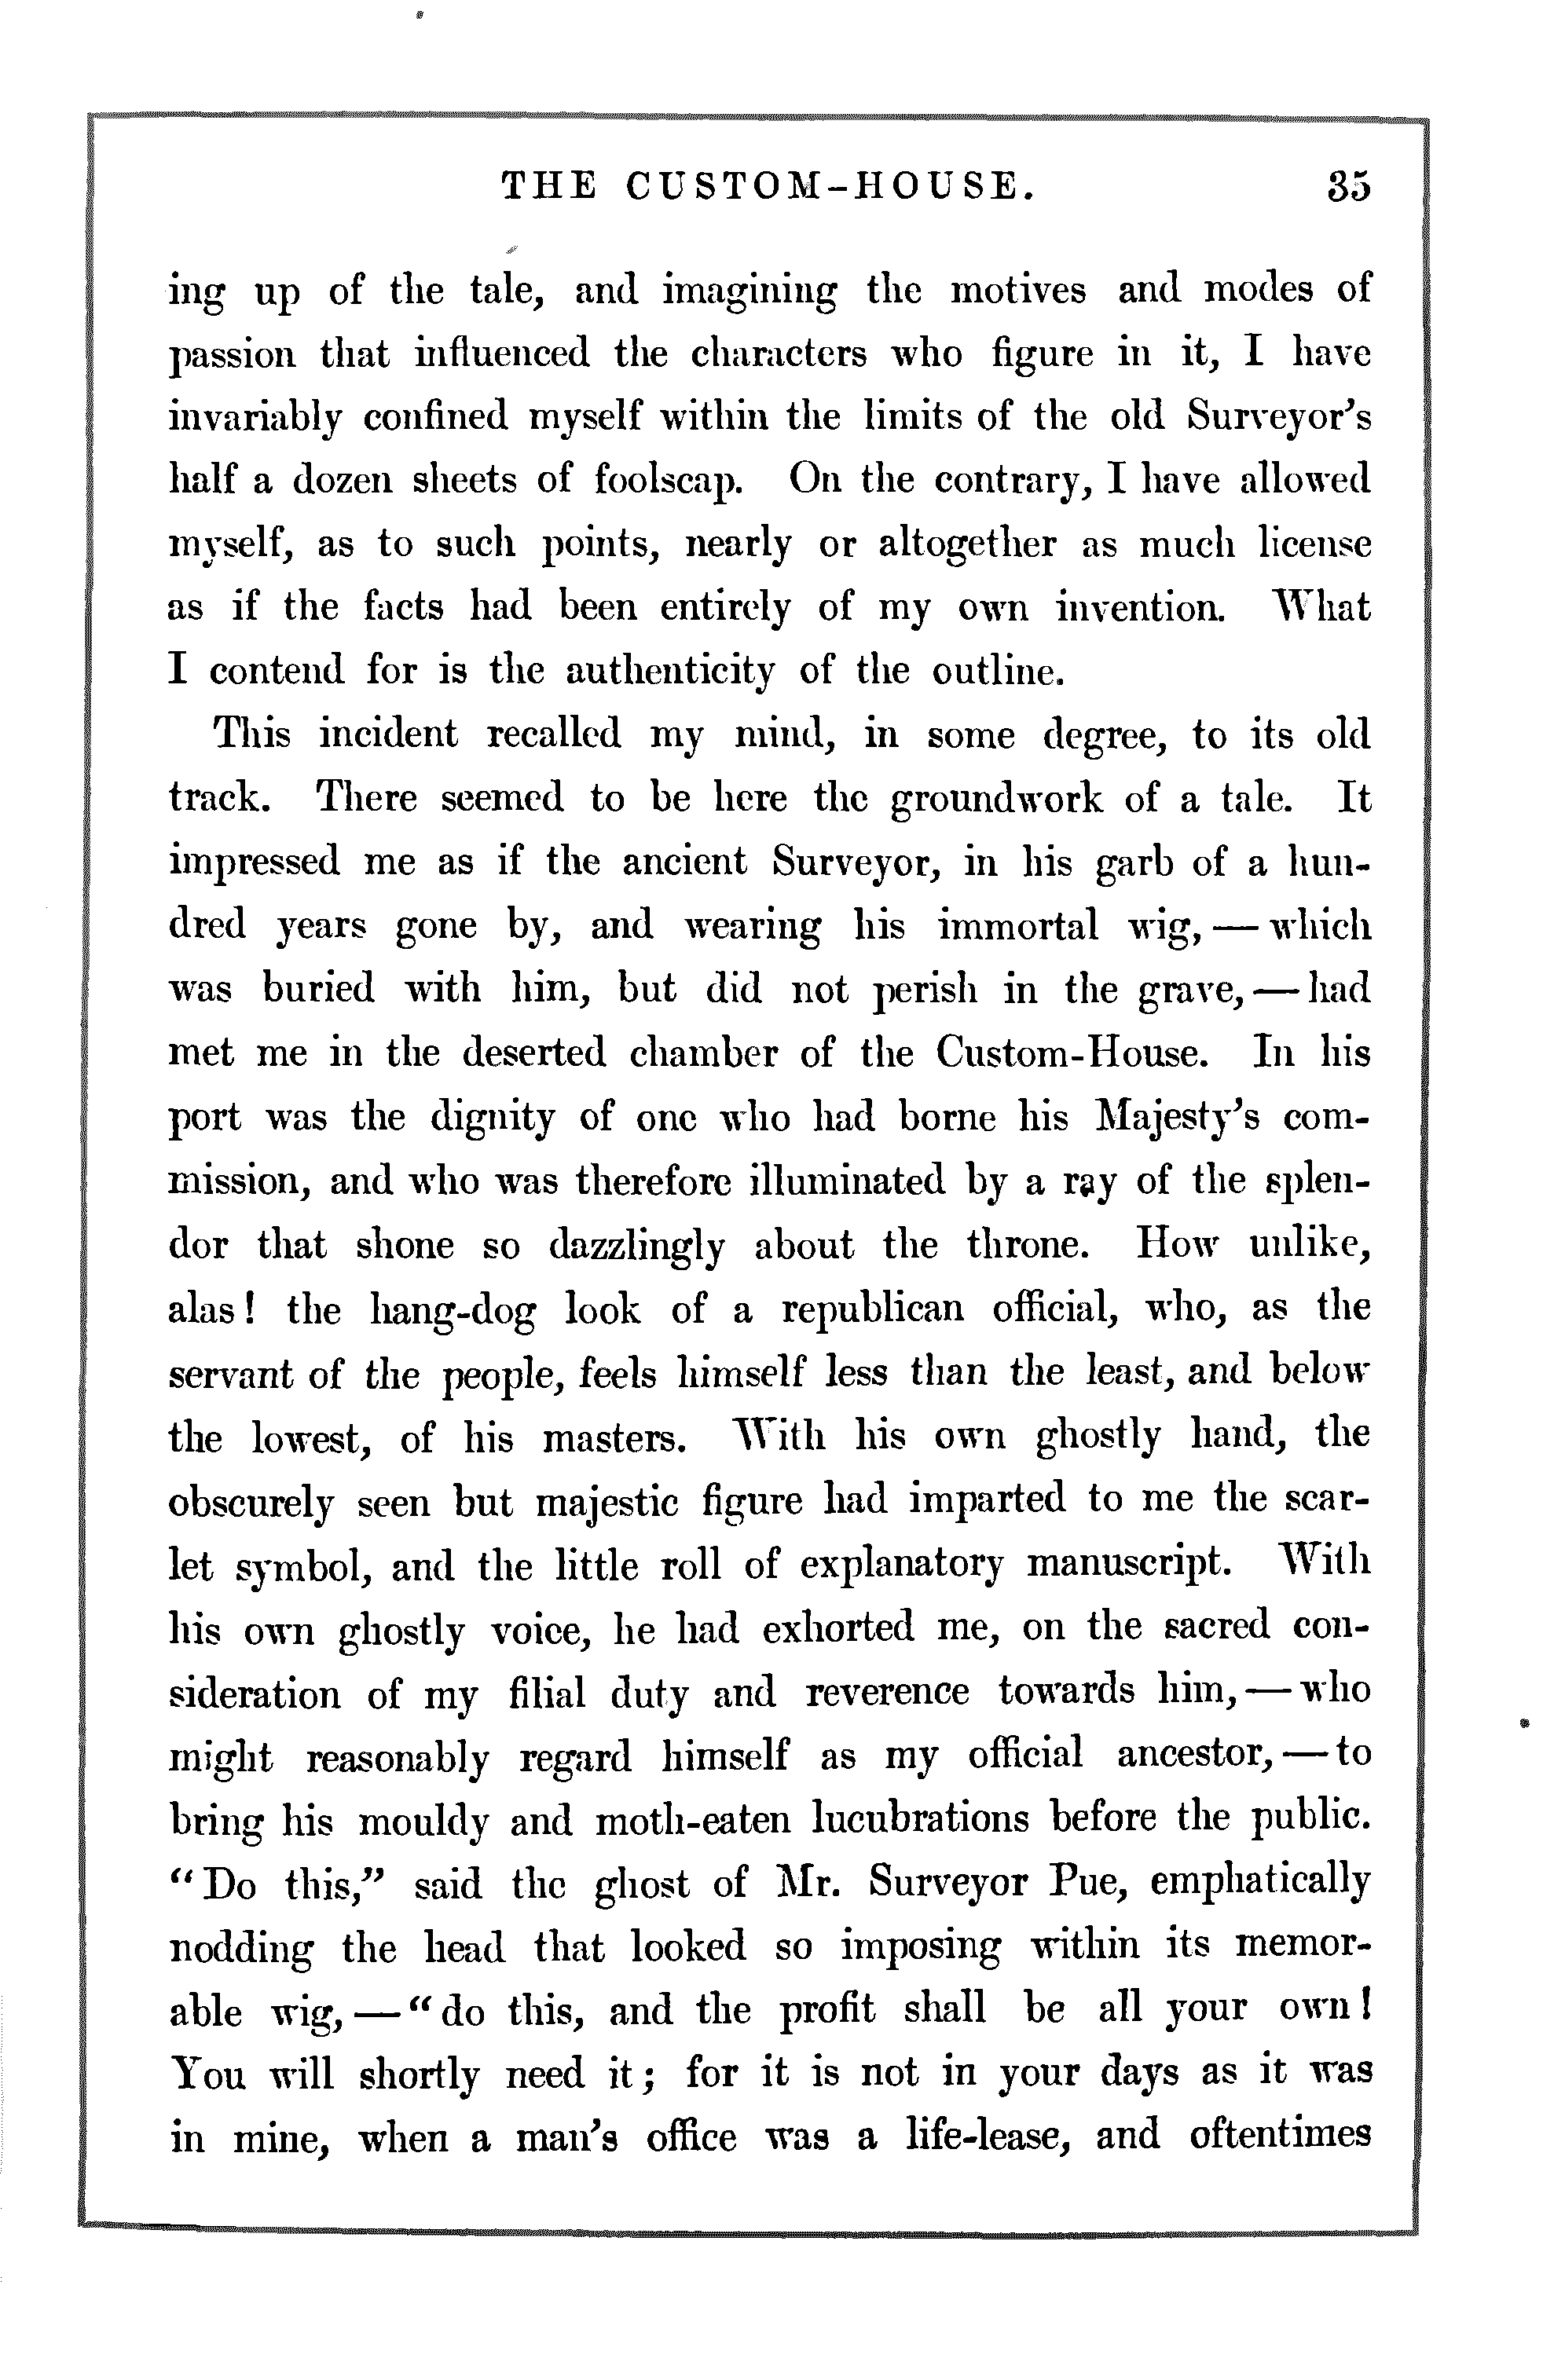 THE CUSTOM-HOUSE. 35
ing up of the tale, and imagining the motives and modes of
passion that influenced the characters who figure in it, I have
invariably confined myself within the limits of the old Surveyor's
half a dozen sheets of foolscap. On the contrary, I have allowed
myself, as to such points, nearly or altogether as much license
as if the facts had been entirely of my own invention. What
I contend for is the authenticity of the outline.
This incident recalled my mind, in some degree, to its old
track. There seemed to be here the groundwork of a tale. It
impressed me as if the ancient Surveyor, in his garb of a hun-
dred years gone by, and wearing his immortal wig, — which
was buried with him, but did not perish in the grave, — had
met me in the deserted chamber of the Custom-House. In his
port was the dignity of one who had borne his Majesty's com-
mission, and who was therefore illuminated by a ray of the splen-
dor that shone so dazzlingly about the throne. How unlike,
alas! the hang-dog look of a republican official, who, as the
servant of the people, feels himself less than the least, and below
the lowest, of his masters. With his own ghostly hand, the
obscurely seen but majestic figure had imparted to me the scar-
let symbol, and the little roll of explanatory manuscript. With
his own ghostly voice, he had exhorted me, on the sacred con-
sideration of my filial duty and reverence towards him, — who
might reasonably regard himself as my official ancestor, — to
bring his mouldy and moth-eaten lucubrations before the public.
"Do this," said the ghost of Mr. Surveyor Pue, emphatically
nodding the head that looked so imposing within its memor-
able wig, — "do this, and the profit shall be all your own!
You will shortly need it; for it is not in your days as it was
in mine, when a man's office was a life-lease, and oftentimes